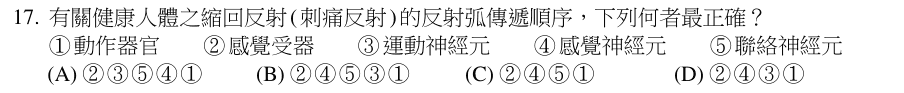 17. 有關健康人體之縮回反射(刺痛反射)的反射弧傳遞順序，下列何者最正確？
①動作器官 ②感覺受器 ③運動神經元 ④感覺神經元 ⑤聯絡神經元
(A) ②③⑤④① (B) ②④⑤③① (C) ②④⑤① (D) ②④③①